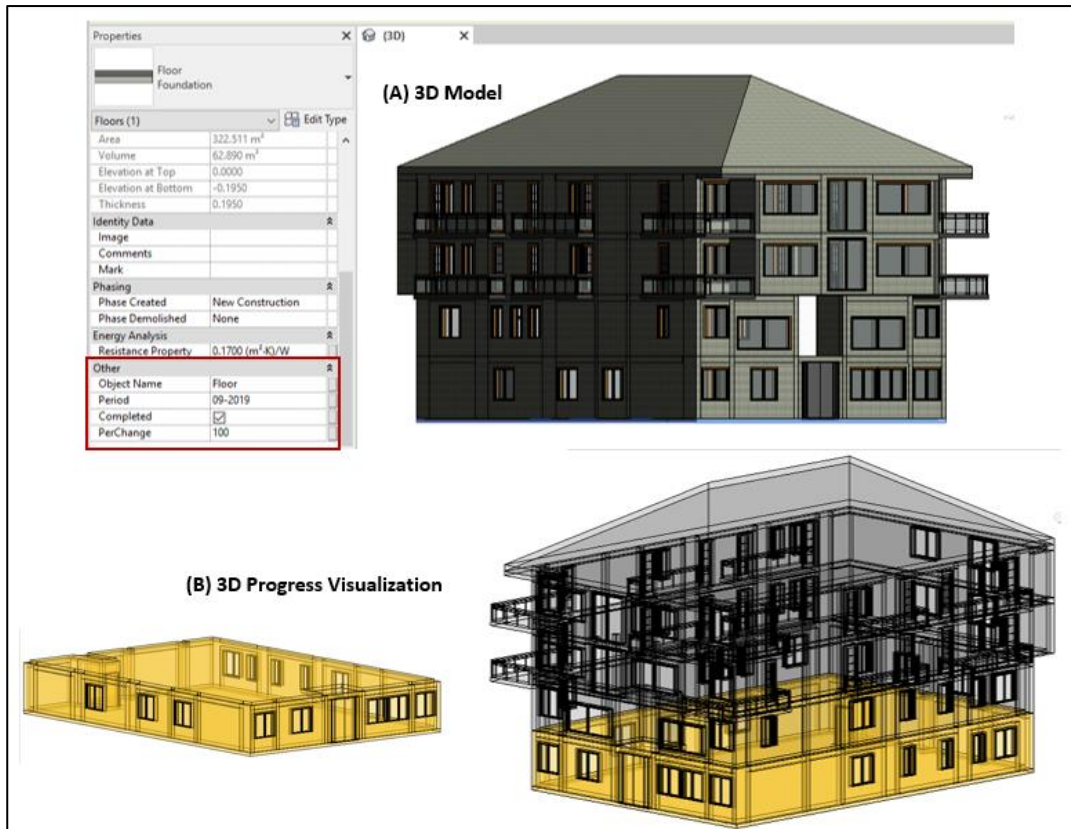 Properties
{3D}
Floor
Foundation
(A) 3D Model
Floors (1)
Edit Type
Area 322.511 m²
Volume 62.890 m³
Elevation at Top 0.0000
Elevation at Bottom -0.1950
Thickness 0.1950
Identity Data
Image
Comments
Mark
Phasing
Phase Created New Construction
Phase Demolished None
Energy Analysis
Resistance Property 0.1700 (m²·K)/W
Other
Object Name Floor
Period 09-2019
Completed
PerChange 100
(B) 3D Progress Visualization